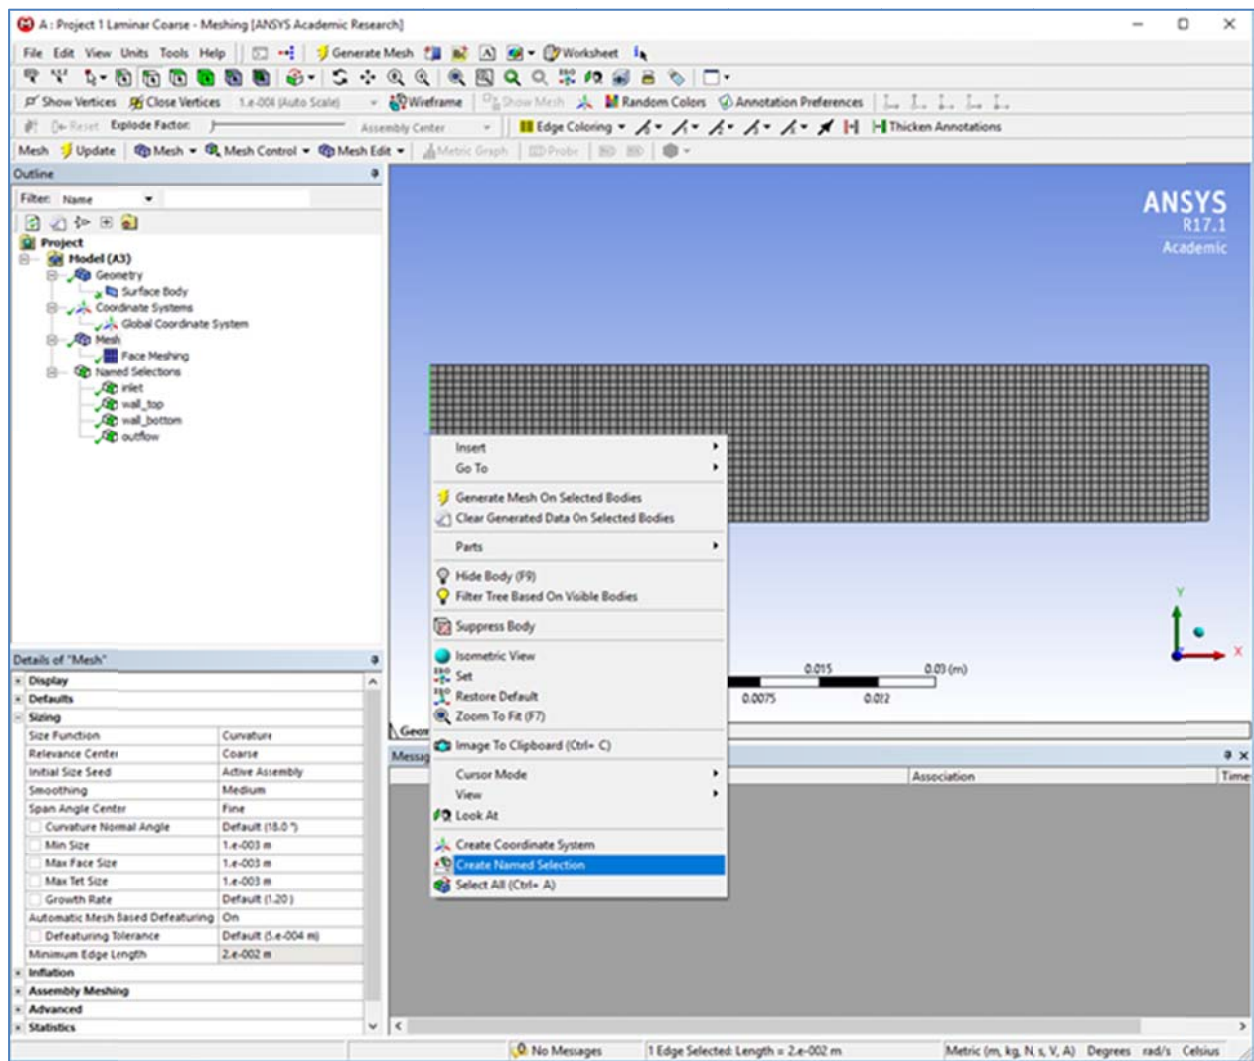 A : Project 1 Laminar Coarse - Meshing [ANSYS Academic Research]
File Edit View Units Tools Help Generate Mesh A Worksheet
Show Vertices Close Vertices 1.e-004 (Auto Scale) Wireframe Show Mesh Random Colors Annotation Preferences
Reset Explode Factor: Assembly Center Edge Coloring Thicken Annotations
Mesh Update Mesh Mesh Control Mesh Edit Metric Graph Probe
Outline
Filter: Name
Project
Model (A3)
Geometry
Surface Body
Coordinate Systems
Global Coordinate System
Mesh
Face Meshing
Named Selections
inlet
wall_top
wall_bottom
outflow
ANSYS
R17.1
Academic
Insert
Go To
Generate Mesh On Selected Bodies
Clear Generated Data On Selected Bodies
Parts
Hide Body (F9)
Filter Tree Based On Visible Bodies
Suppress Body
Isometric View
Set
Restore Default
Zoom To Fit (F7)
Image To Clipboard (Ctrl+ C)
Cursor Mode
View
Look At
Create Coordinate System
Create Named Selection
Select All (Ctrl+ A)
Y
X
0.015 0.03 (m)
0.0075
Geom
Messag
Association Time
Details of "Mesh"
Display
Defaults
Sizing
Size Function Curvature
Relevance Center Coarse
Initial Size Seed Active Assembly
Smoothing Medium
Span Angle Center Fine
Curvature Normal Angle Default (18.0 °)
Min Size 1.e-003 m
Max Face Size 1.e-003 m
Max Tet Size 1.e-003 m
Growth Rate Default (1.20 )
Automatic Mesh Based Defeaturing On
Defeaturing Tolerance Default (5.e-004 m)
Minimum Edge Length 2.e-002 m
Inflation
Assembly Meshing
Advanced
Statistics
No Messages 1 Edge Selected: Length = 2.e-002 m Metric (m, kg, N, s, V, A) Degrees rad/s Celsius